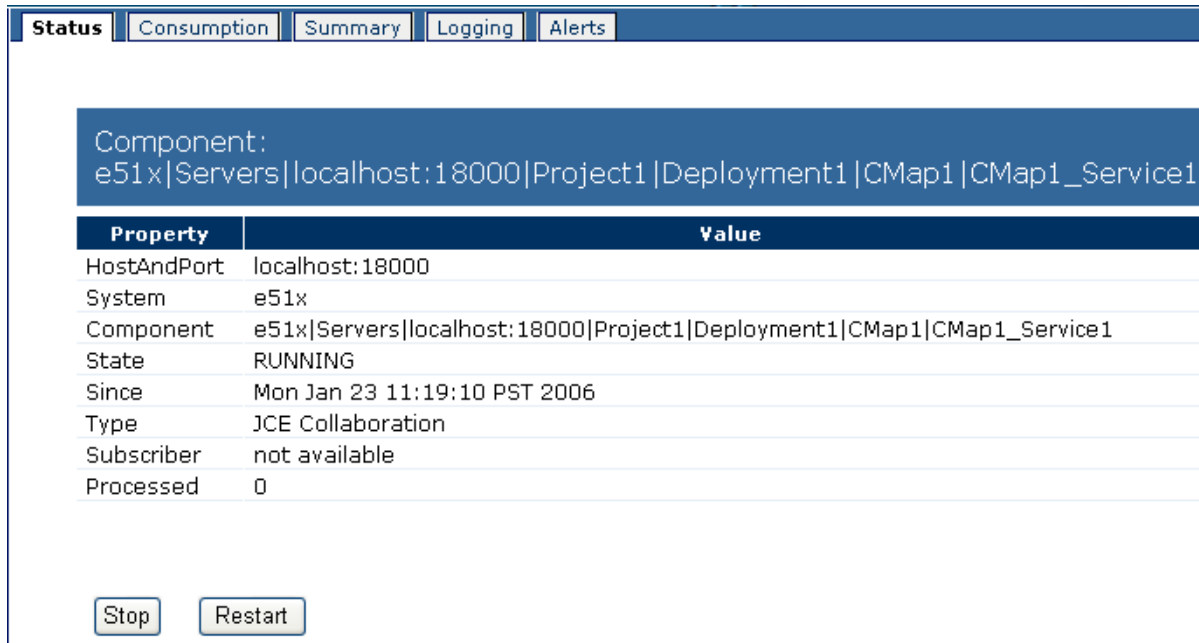 Status Consumption Summary Logging Alerts
Component:
e51x|Servers|localhost:18000|Project1|Deployment1|CMap1|CMap1_Service1
Property Value
HostAndPort localhost:18000
System e51x
Component e51x|Servers|localhost:18000|Project1|Deployment1|CMap1|CMap1_Service1
State RUNNING
Since Mon Jan 23 11:19:10 PST 2006
Type JCE Collaboration
Subscriber not available
Processed 0
Stop Restart